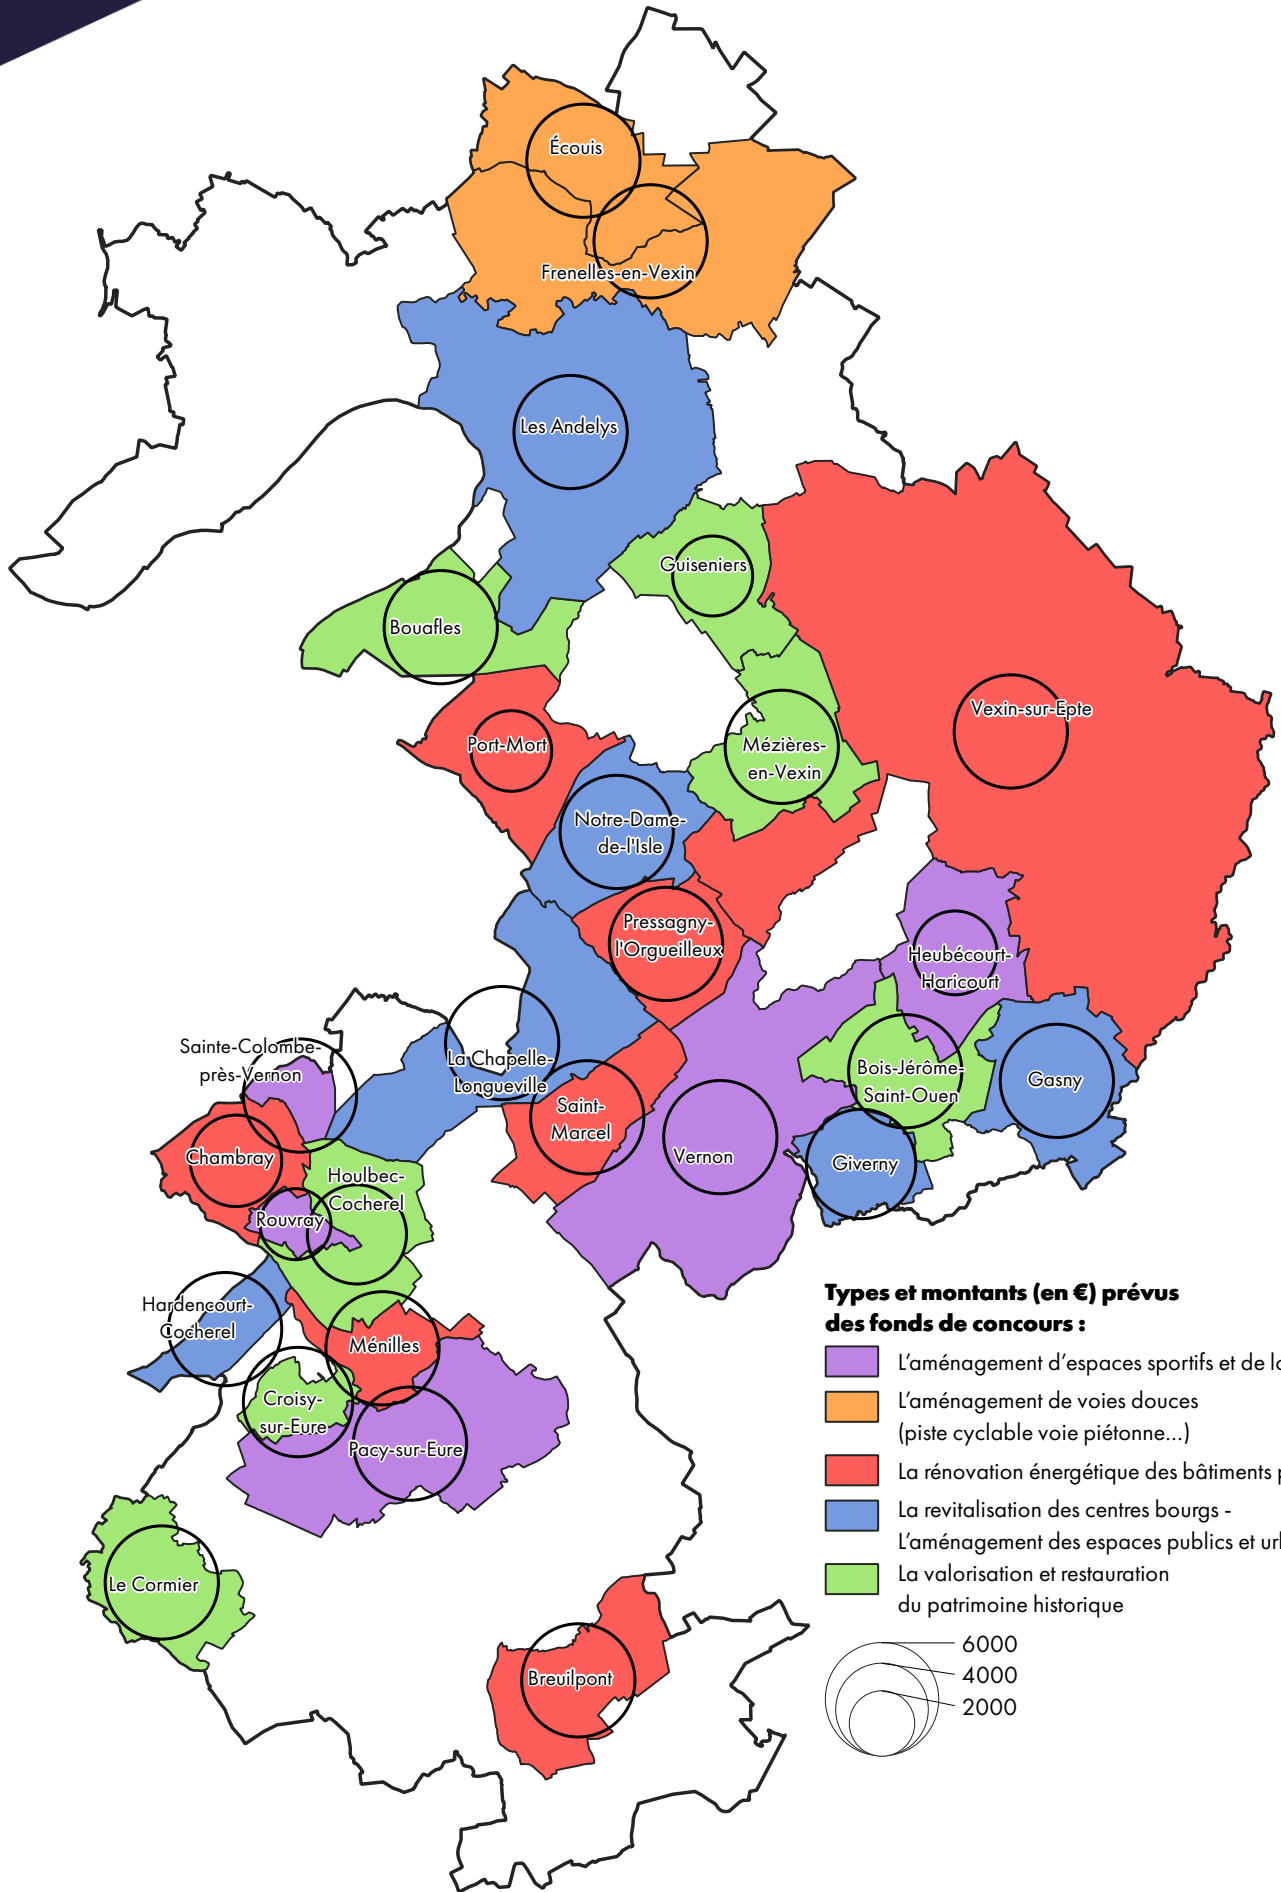 Écouis
Frenelles-en-Vexin
Les Andelys
Guiseniers
Bouafles
Vexin-sur-Epte
Port-Mort
Mézières-
en-Vexin
Notre-Dame-
de-l'Isle
Pressagny-
l'Orgueilleux
Heubécourt-
Haricourt
Sainte-Colombe-
près-Vernon
La Chapelle-
Longueville
Bois-Jérôme-
Saint-Ouen
Gasny
Saint-
Marcel
Chambray
Vernon
Giverny
Houlbec-
Cocherel
Rouvray
Hardencourt-
Cocherel
Ménilles
Croisy-
sur-Eure
Pacy-sur-Eure
Le Cormier
Breuilpont
Types et montants (en €) prévus
des fonds de concours :
L'aménagement d'espaces sportifs et de
L'aménagement de voies douces
(piste cyclable voie piétonne...)
La rénovation énergétique des bâtiments
La revitalisation des centres bourgs -
L'aménagement des espaces publics et
La valorisation et restauration
du patrimoine historique
6000
4000
2000